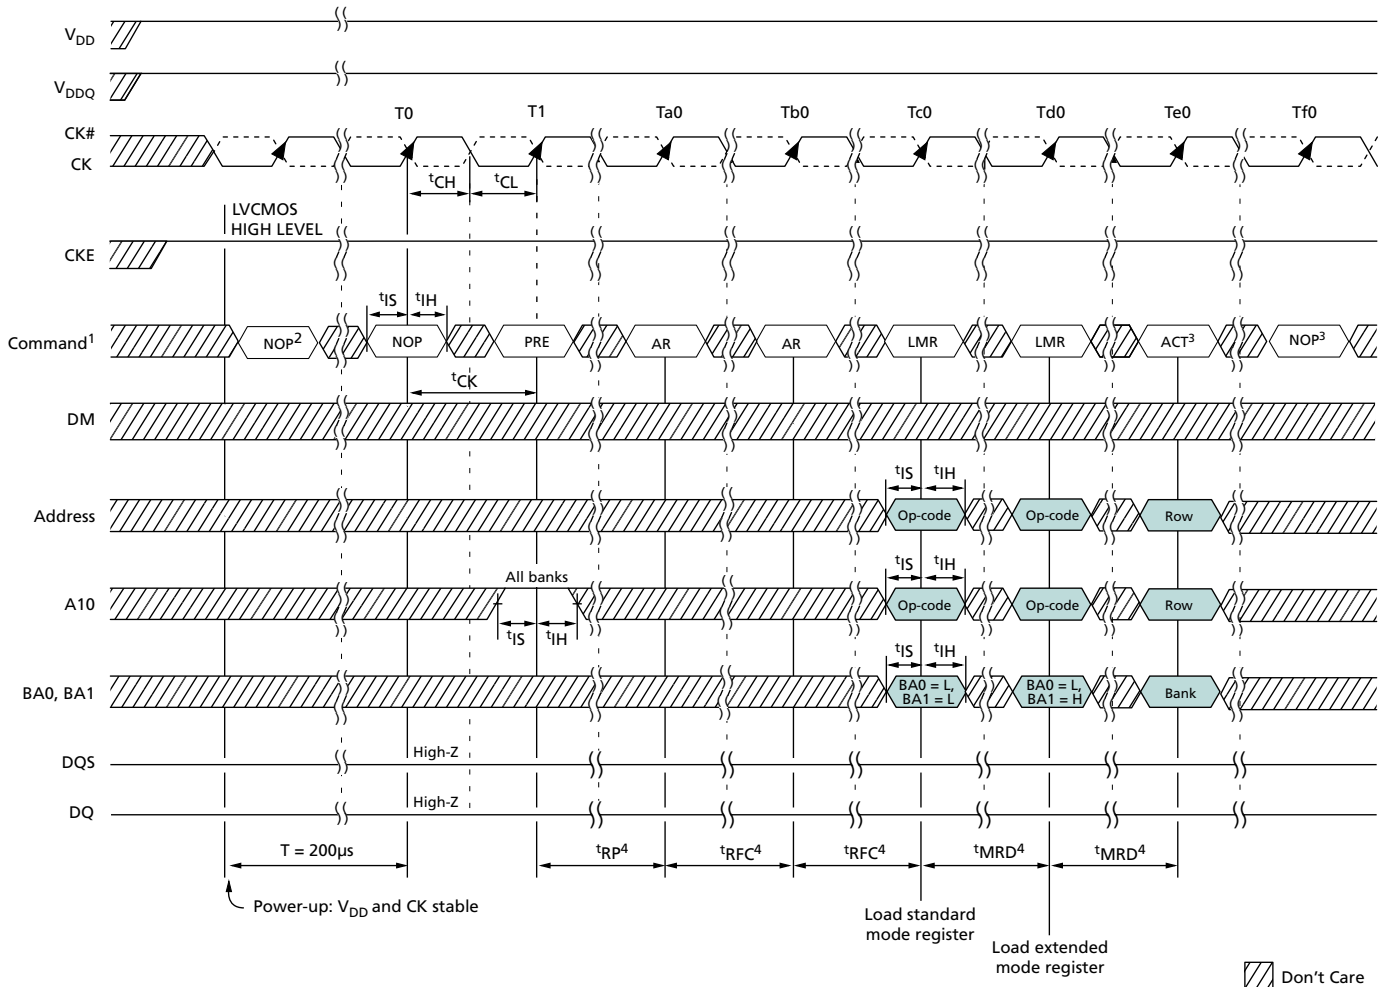 VDD
VDDQ
T0 T1 Ta0 Tb0 Tc0 Td0 Te0 Tf0
CK#
CK
tCH tCL
LVCMOS
HIGH LEVEL
CKE
tIS tIH
Command1 NOP2 NOP PRE AR AR LMR LMR ACT3 NOP3
tCK
DM
tIS tIH
Address Op-code Op-code Row
All banks tIS tIH
A10 Op-code Op-code Row
tIS tIH
tIS tIH
BA0, BA1 BA0 = L, BA1 = L BA0 = L, BA1 = H Bank
DQS High-Z
DQ High-Z
T = 200µs tRP4 tRFC4 tRFC4 tMRD4 tMRD4
Power-up: VDD and CK stable
Load standard
mode register
Load extended
mode register
Don't Care